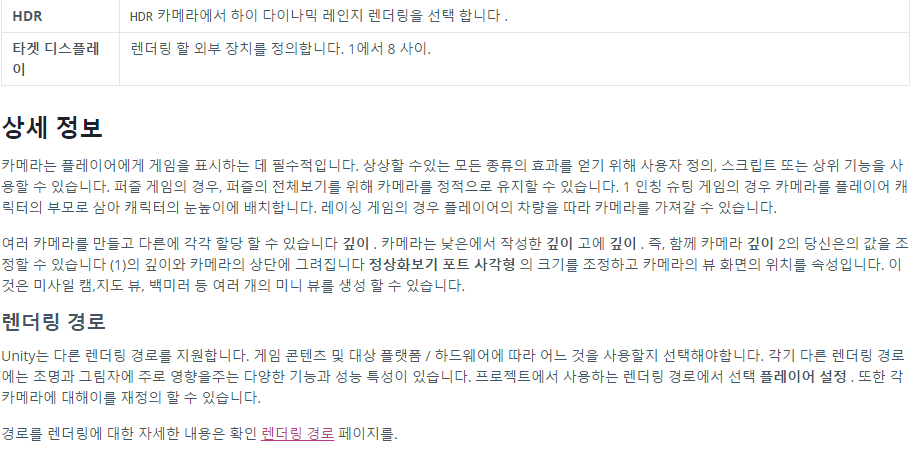 HDR HDR 카메라에서 하이 다이나믹 레인지 렌더링을 선택 합니다 .
타겟 디스플레 렌더링 할 외부 장치를 정의합니다. 1에서 8 사이.
이
상세 정보
카메라는 플레이어에게 게임을 표시하는 데 필수적입니다. 상상할 수있는 모든 종류의 효과를 얻기 위해 사용자 정의, 스크립트 또는 상위 기능을 사
용할 수 있습니다. 퍼즐 게임의 경우, 퍼즐의 전체보기를 위해 카메라를 정적으로 유지할 수 있습니다. 1 인칭 슈팅 게임의 경우 카메라를 플레이어 캐
릭터의 부모로 삼아 캐릭터의 눈높이에 배치합니다. 레이싱 게임의 경우 플레이어의 차량을 따라 카메라를 가져갈 수 있습니다.
여러 카메라를 만들고 다른에 각각 할당 할 수 있습니다 깊이 . 카메라는 낮은에서 작성한 깊이 고에 깊이 . 즉, 함께 카메라 깊이 2의 당신은의 값을 조
정할 수 있습니다 (1)의 깊이와 카메라의 상단에 그려집니다 정상화보기 포트 사각형 의 크기를 조정하고 카메라의 뷰 화면의 위치를 속성입니다. 이
것은 미사일 캠,지도 뷰, 백미러 등 여러 개의 미니 뷰를 생성 할 수 있습니다.
렌더링 경로
Unity는 다른 렌더링 경로를 지원합니다. 게임 콘텐츠 및 대상 플랫폼 / 하드웨어에 따라 어느 것을 사용할지 선택해야합니다. 각기 다른 렌더링 경로
에는 조명과 그림자에 주로 영향을주는 다양한 기능과 성능 특성이 있습니다. 프로젝트에서 사용하는 렌더링 경로에서 선택 플레이어 설정 . 또한 각
카메라에 대해이를 재정의 할 수 있습니다.
경로를 렌더링에 대한 자세한 내용은 확인 렌더링 경로 페이지를.